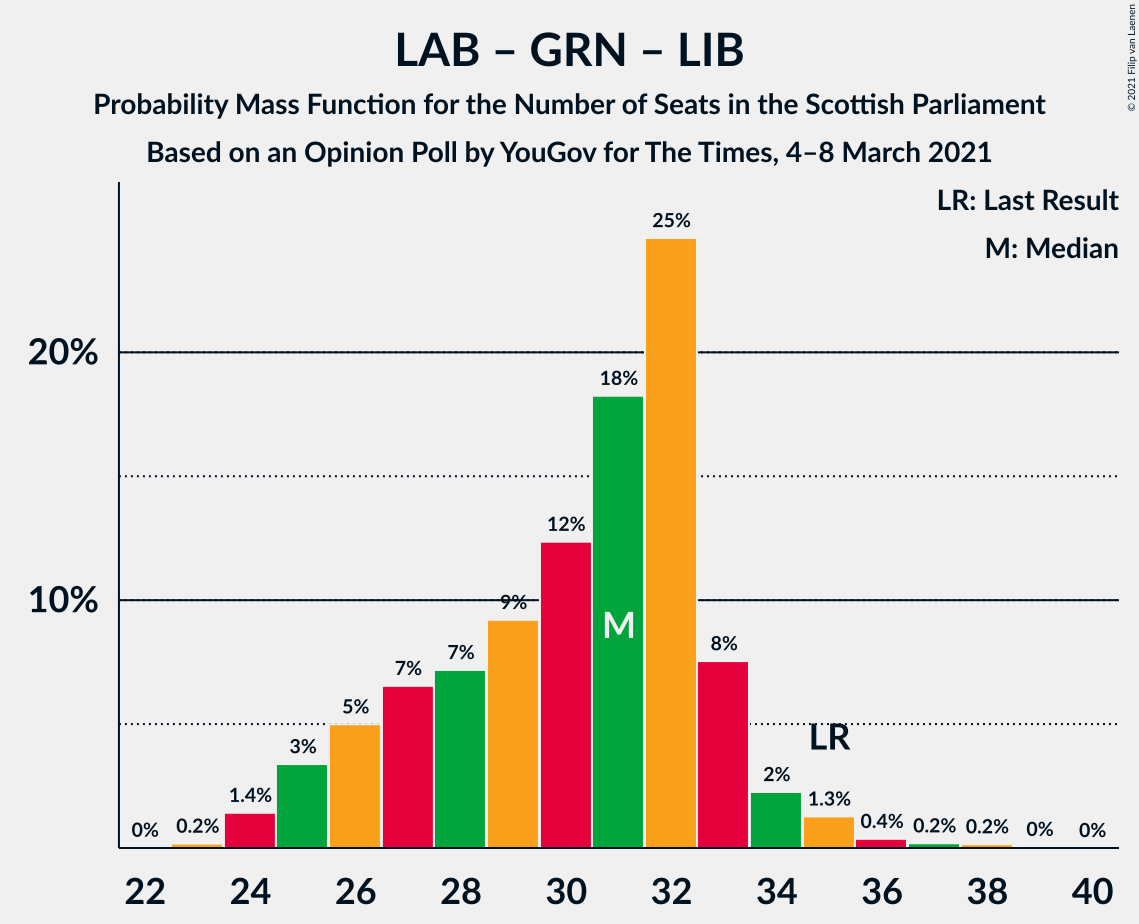 LAB – GRN – LIB
Probability Mass Function for the Number of Seats in the Scottish Parliament
Based on an Opinion Poll by YouGov for The Times, 4–8 March 2021
© 2021 Filip van Laenen
LR: Last Result
M: Median
20%
10%
0%
0.2%
1.4%
3%
5%
7%
7%
9%
12%
18%
25%
8%
2%
1.3%
0.4%
0.2%
0.2%
0%
0%
M
LR
22 24 26 28 30 32 34 36 38 40